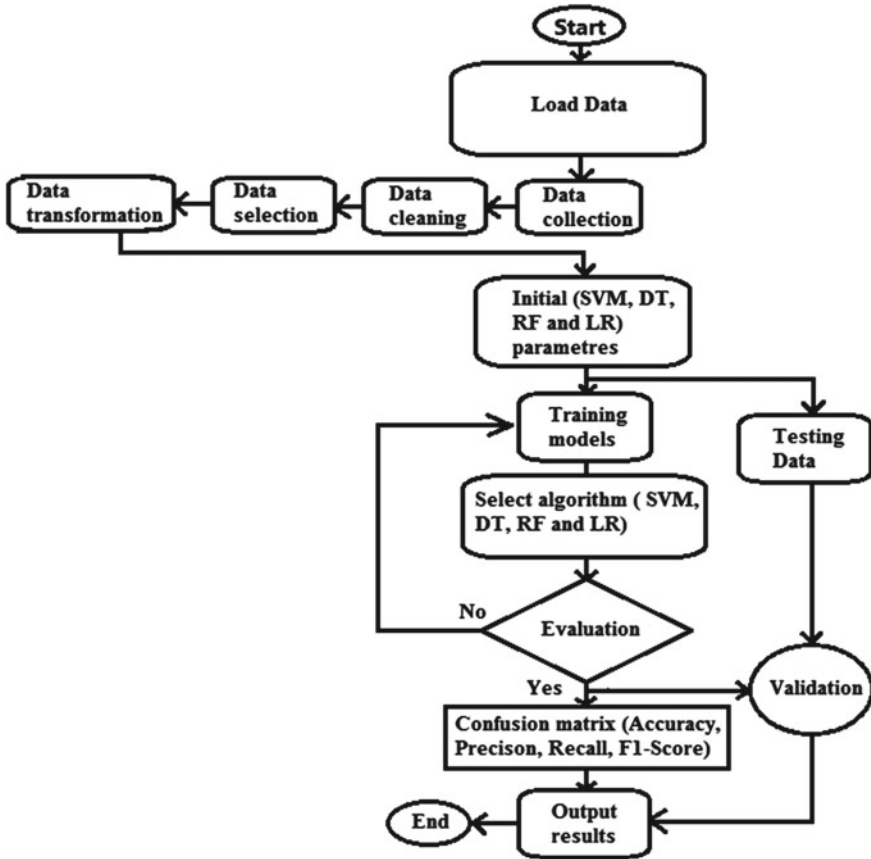 Start
Load Data
Data
collection
Data
cleaning
Data
selection
Data
transformation
Initial (SVM, DT,
RF and LR)
parametres
Training
models
Testing
Data
Select algorithm ( SVM,
DT, RF and LR)
No
Evaluation
Yes
Validation
Confusion matrix (Accuracy,
Precison, Recall, F1-Score)
Output
results
End